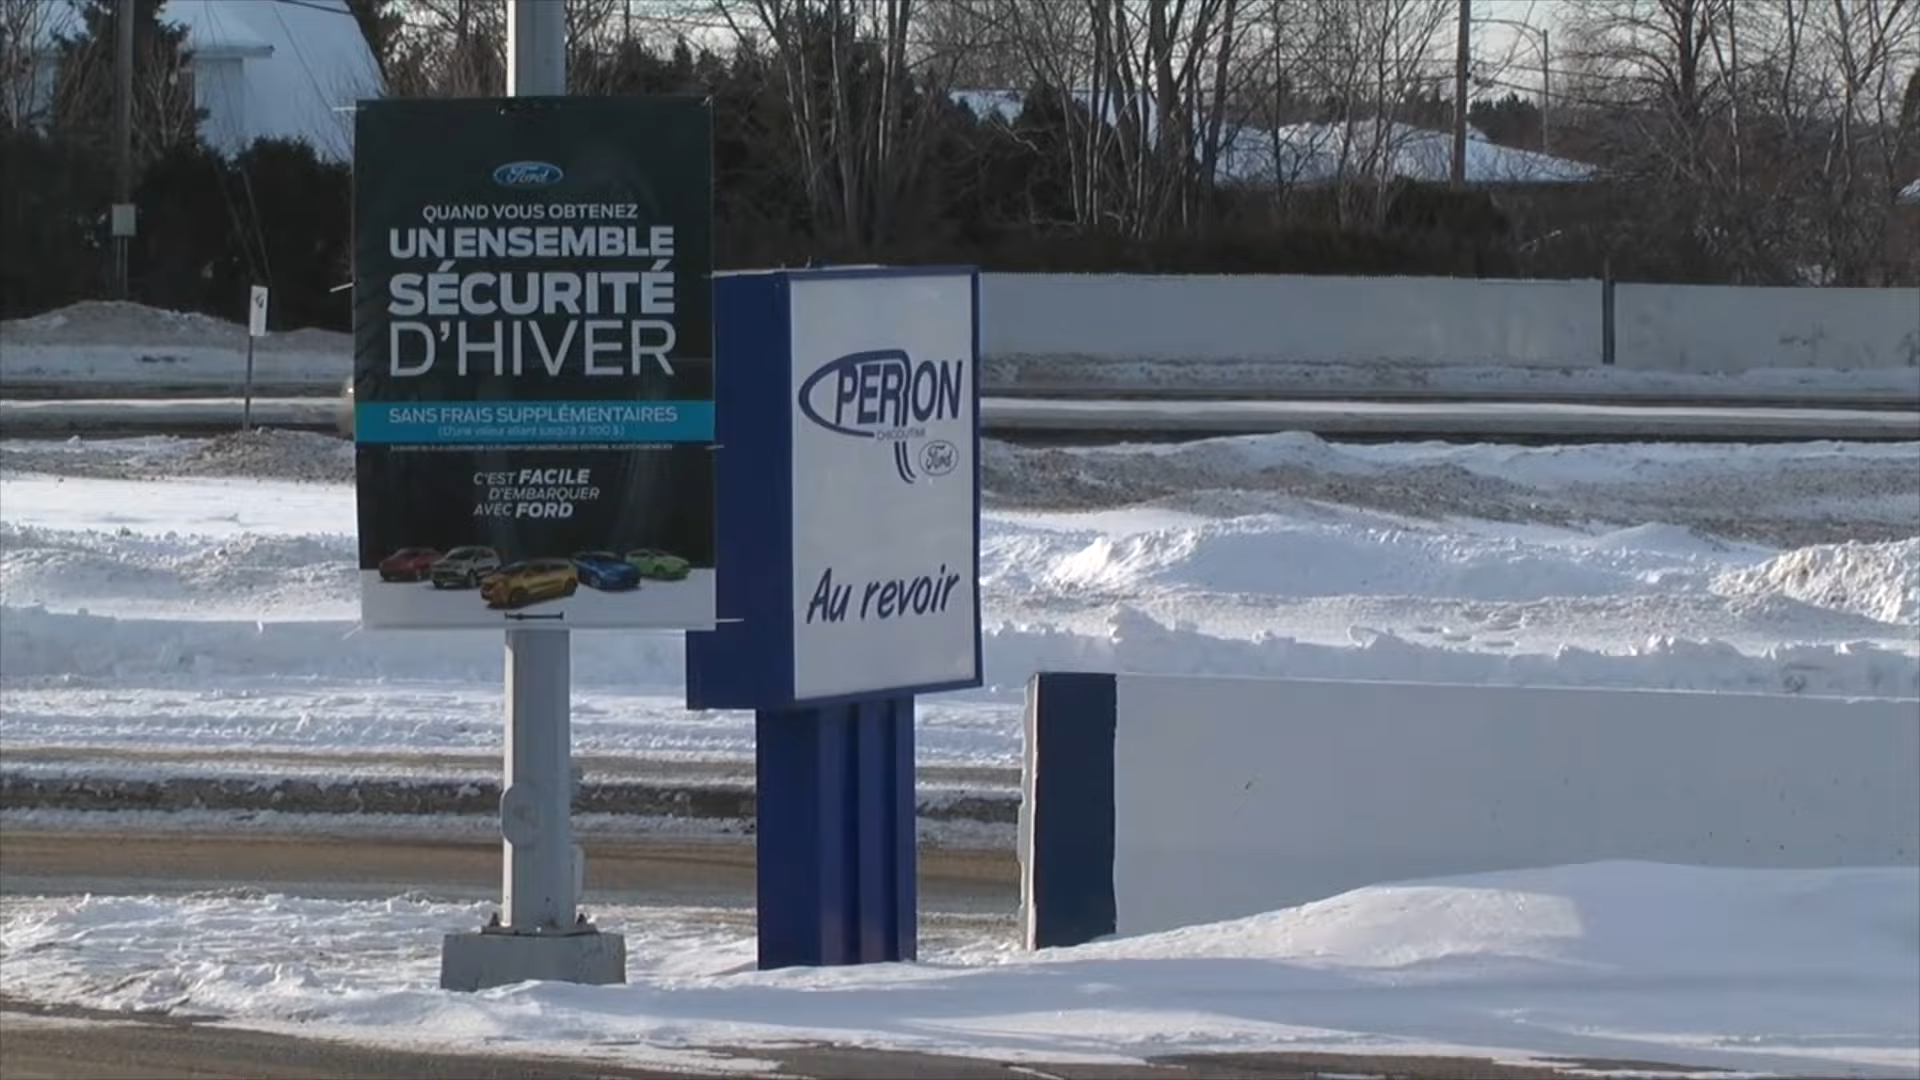 Ford
QUAND VOUS OBTENEZ
UN ENSEMBLE
SÉCURITÉ
D'HIVER
SANS FRAIS SUPPLÉMENTAIRES
C'EST FACILE
D'EMBARQUER
AVEC FORD
PERION
CHICOUTIMI
Ford
Au revoir